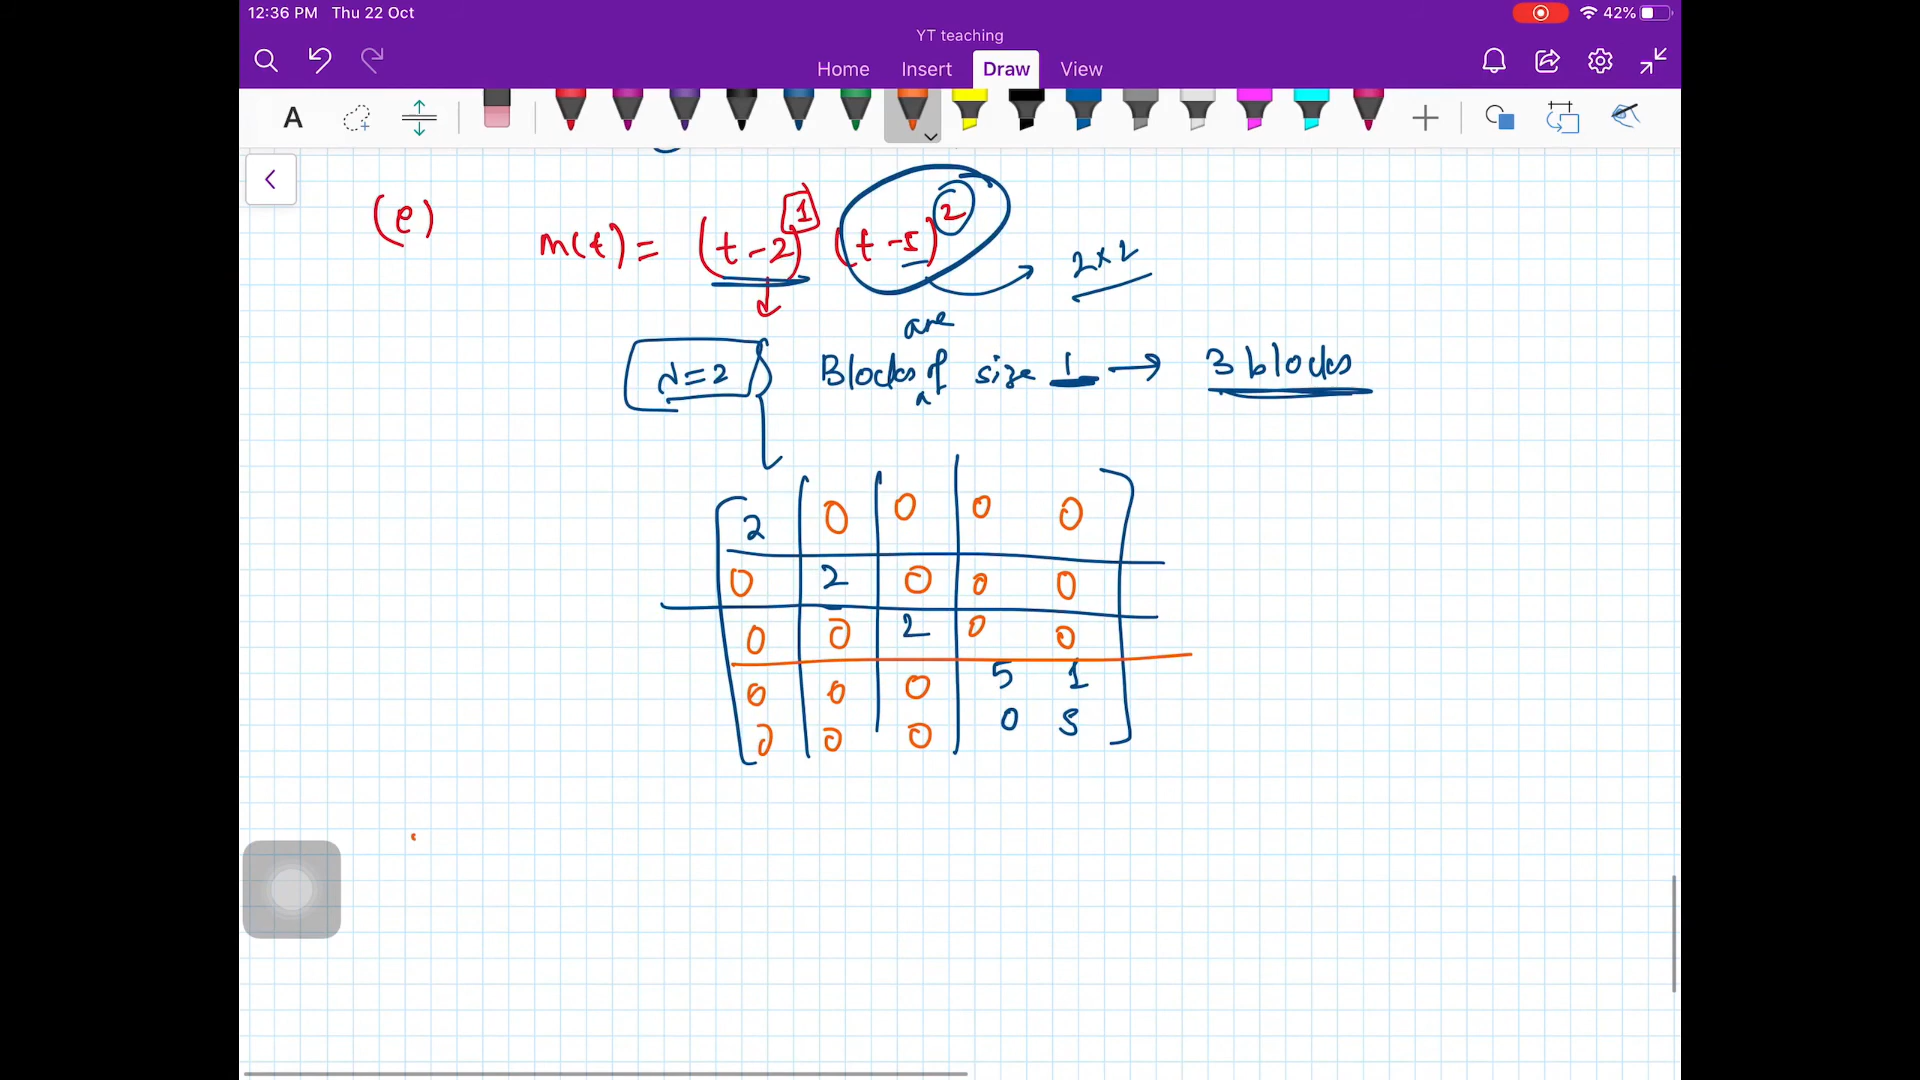 12:36 PM Thu 22 Oct
42%
YT teaching
Home Insert Draw View
A
(e) m(t) = (t-2)^1 (t-5)^2
2×2
are
λ=2 Blocks of size 1 → 3 blocks
2 0 0 0 0
0 2 0 0 0
0 0 2 0 0
0 0 0 5 1
0 0 0 0 5